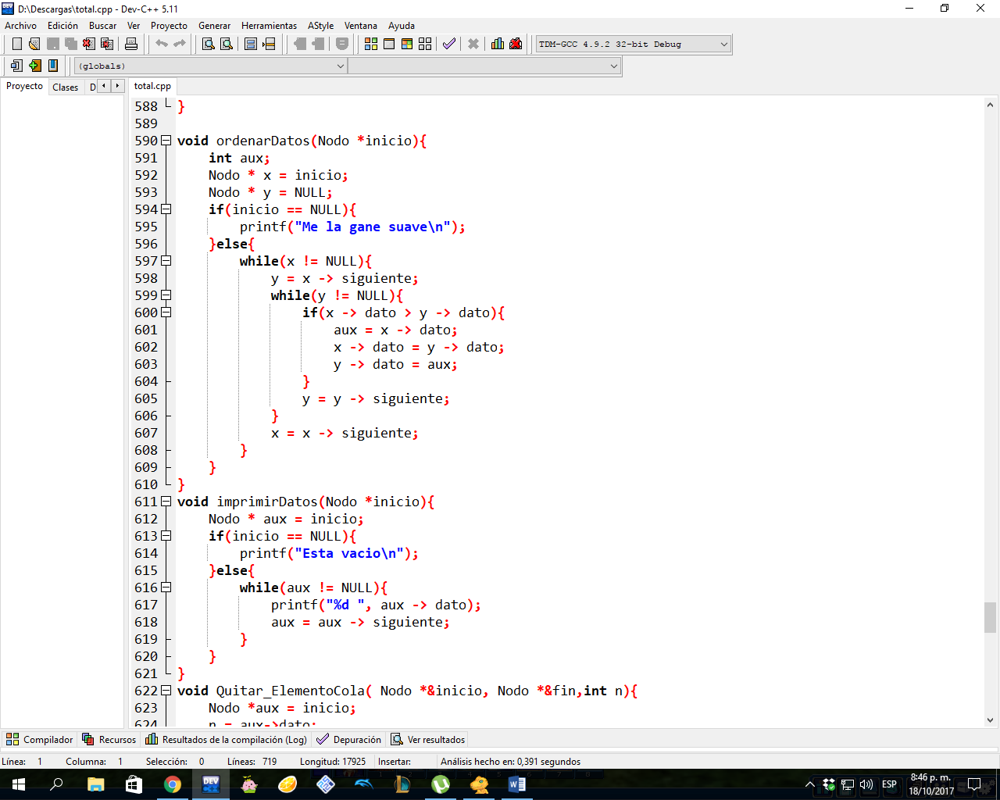 D:\Descargas\total.cpp - Dev-C++ 5.11
Archivo Edición Buscar Ver Proyecto Generar Herramientas AStyle Ventana Ayuda
TDM-GCC 4.9.2 32-bit Debug
(globals)
Proyecto Clases D
total.cpp
588 }
589
590 void ordenarDatos(Nodo *inicio){
591 int aux;
592 Nodo * x = inicio;
593 Nodo * y = NULL;
594 if(inicio == NULL){
595 printf("Me la gane suave\n");
596 }else{
597 while(x != NULL){
598 y = x -> siguiente;
599 while(y != NULL){
600 if(x -> dato > y -> dato){
601 aux = x -> dato;
602 x -> dato = y -> dato;
603 y -> dato = aux;
604 }
605 y = y -> siguiente;
606 }
607 x = x -> siguiente;
608 }
609 }
610 }
611 void imprimirDatos(Nodo *inicio){
612 Nodo * aux = inicio;
613 if(inicio == NULL){
614 printf("Esta vacio\n");
615 }else{
616 while(aux != NULL){
617 printf("%d ", aux -> dato);
618 aux = aux -> siguiente;
619 }
620 }
621 }
622 void Quitar_ElementoCola( Nodo *&inicio, Nodo *&fin,int n){
623 Nodo *aux = inicio;
624 n = aux->dato;
Compilador Recursos Resultados de la compilación (Log) Depuración Ver resultados
Línea: 1 Columna: 1 Selección: 0 Líneas: 719 Longitud: 17925 Insertar: Análisis hecho en: 0,391 segundos
DEV
ESP
8:46 p. m.
18/10/2017